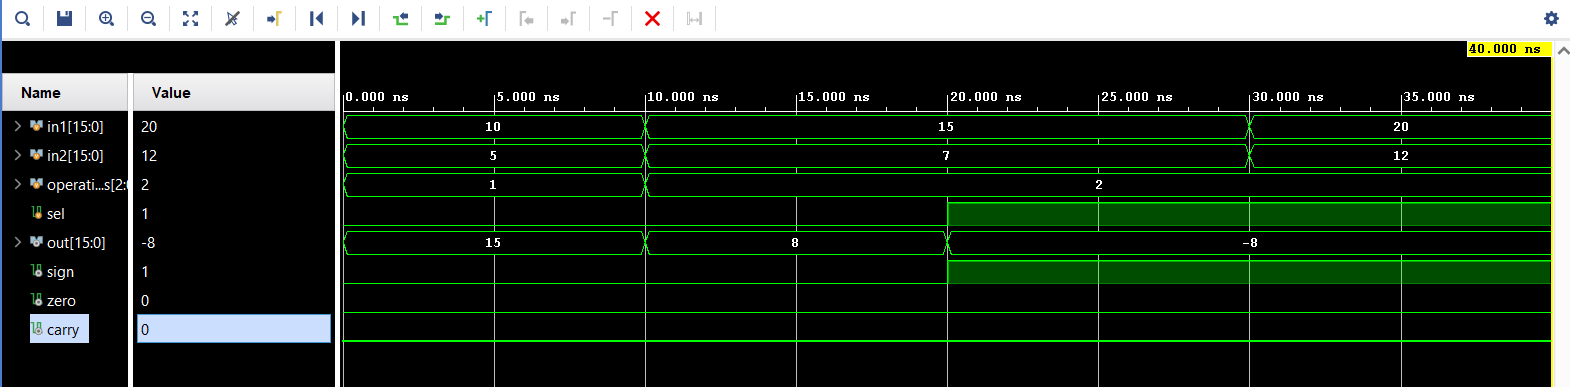 40.000 ns
Name Value
0.000 ns 5.000 ns 10.000 ns 15.000 ns 20.000 ns 25.000 ns 30.000 ns 35.000 ns
in1[15:0] 20 10 15 20
in2[15:0] 12 5 7 12
operati...s[2:0 2 1 2
sel 1
out[15:0] -8 15 8 -8
sign 1
zero 0
carry 0